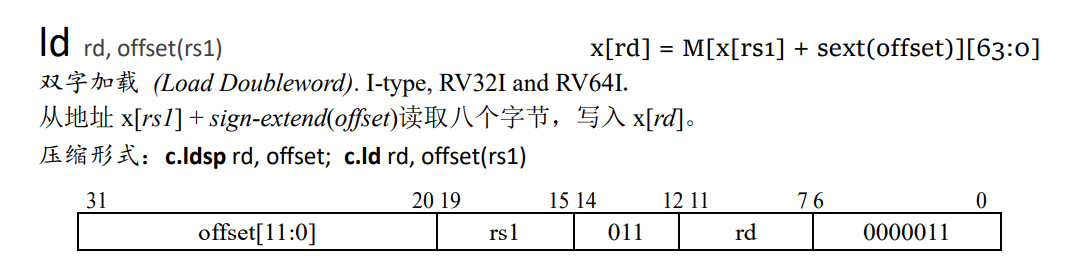 ld rd, offset(rs1) x[rd] = M[x[rs1] + sext(offset)][63:0]
双字加载 (Load Doubleword). I-type, RV32I and RV64I.
从地址 x[rs1] + sign-extend(offset)读取八个字节，写入 x[rd]。
压缩形式：c.ldsp rd, offset; c.ld rd, offset(rs1)
31 20 19 15 14 12 11 7 6 0
offset[11:0] rs1 011 rd 0000011